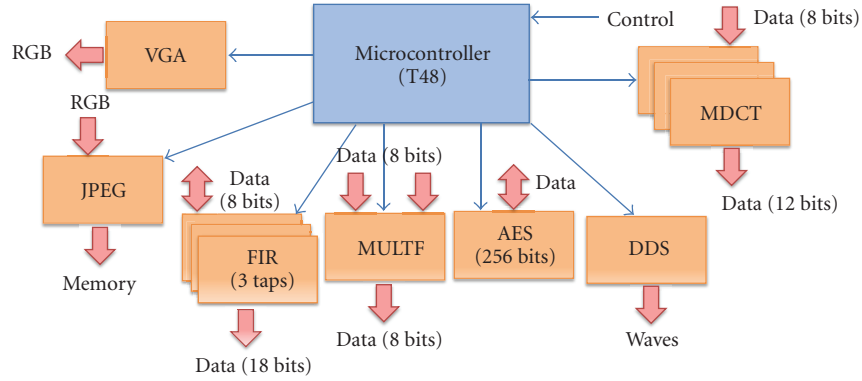 Control
Data (8 bits)
RGB
VGA
Microcontroller
(T48)
RGB
MDCT
JPEG
Data
(8 bits)
Data (8 bits)
Data
Data (12 bits)
FIR
(3 taps)
MULTF
AES
(256 bits)
DDS
Memory
Data (18 bits)
Data (8 bits)
Waves